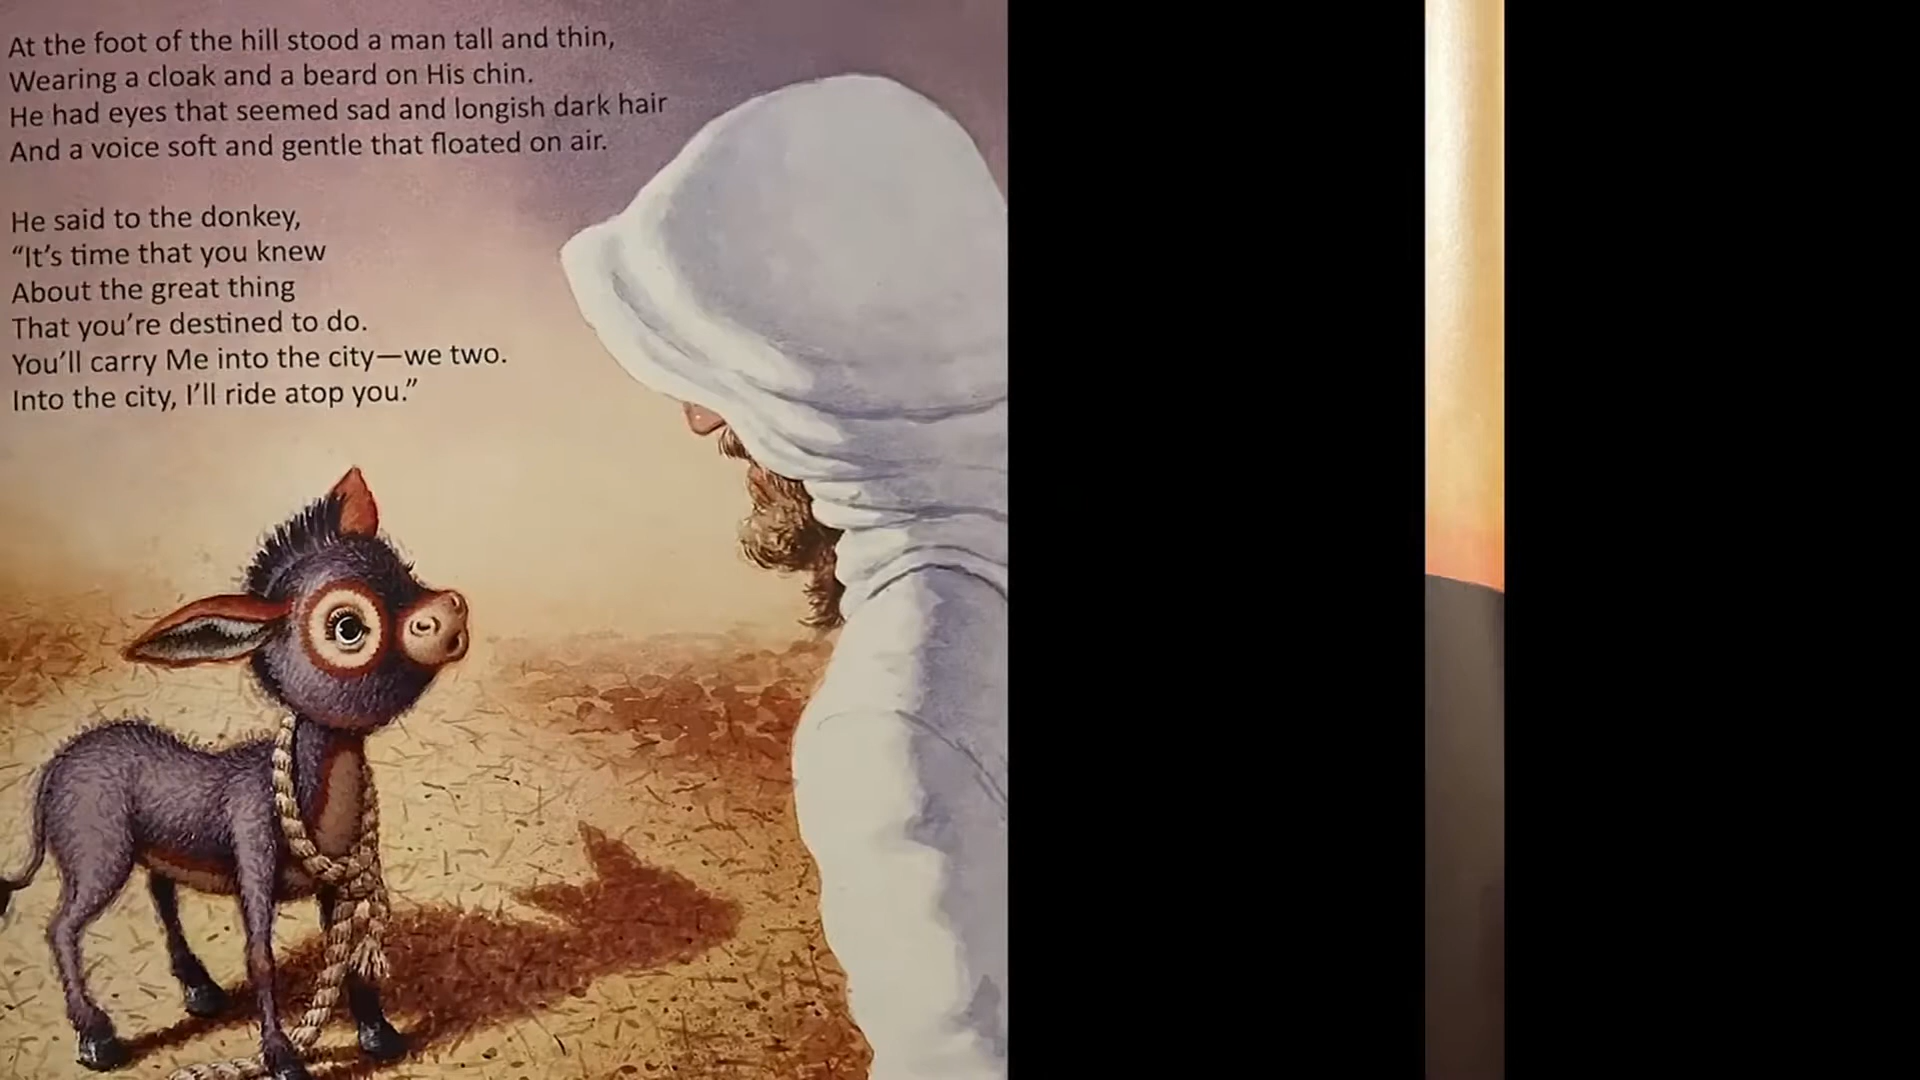 At the foot of the hill stood a man tall and thin,
Wearing a cloak and a beard on His chin.
He had eyes that seemed sad and longish dark hair
And a voice soft and gentle that floated on air.
He said to the donkey,
“It’s time that you knew
About the great thing
That you’re destined to do.
You’ll carry Me into the city—we two.
Into the city, I’ll ride atop you.”